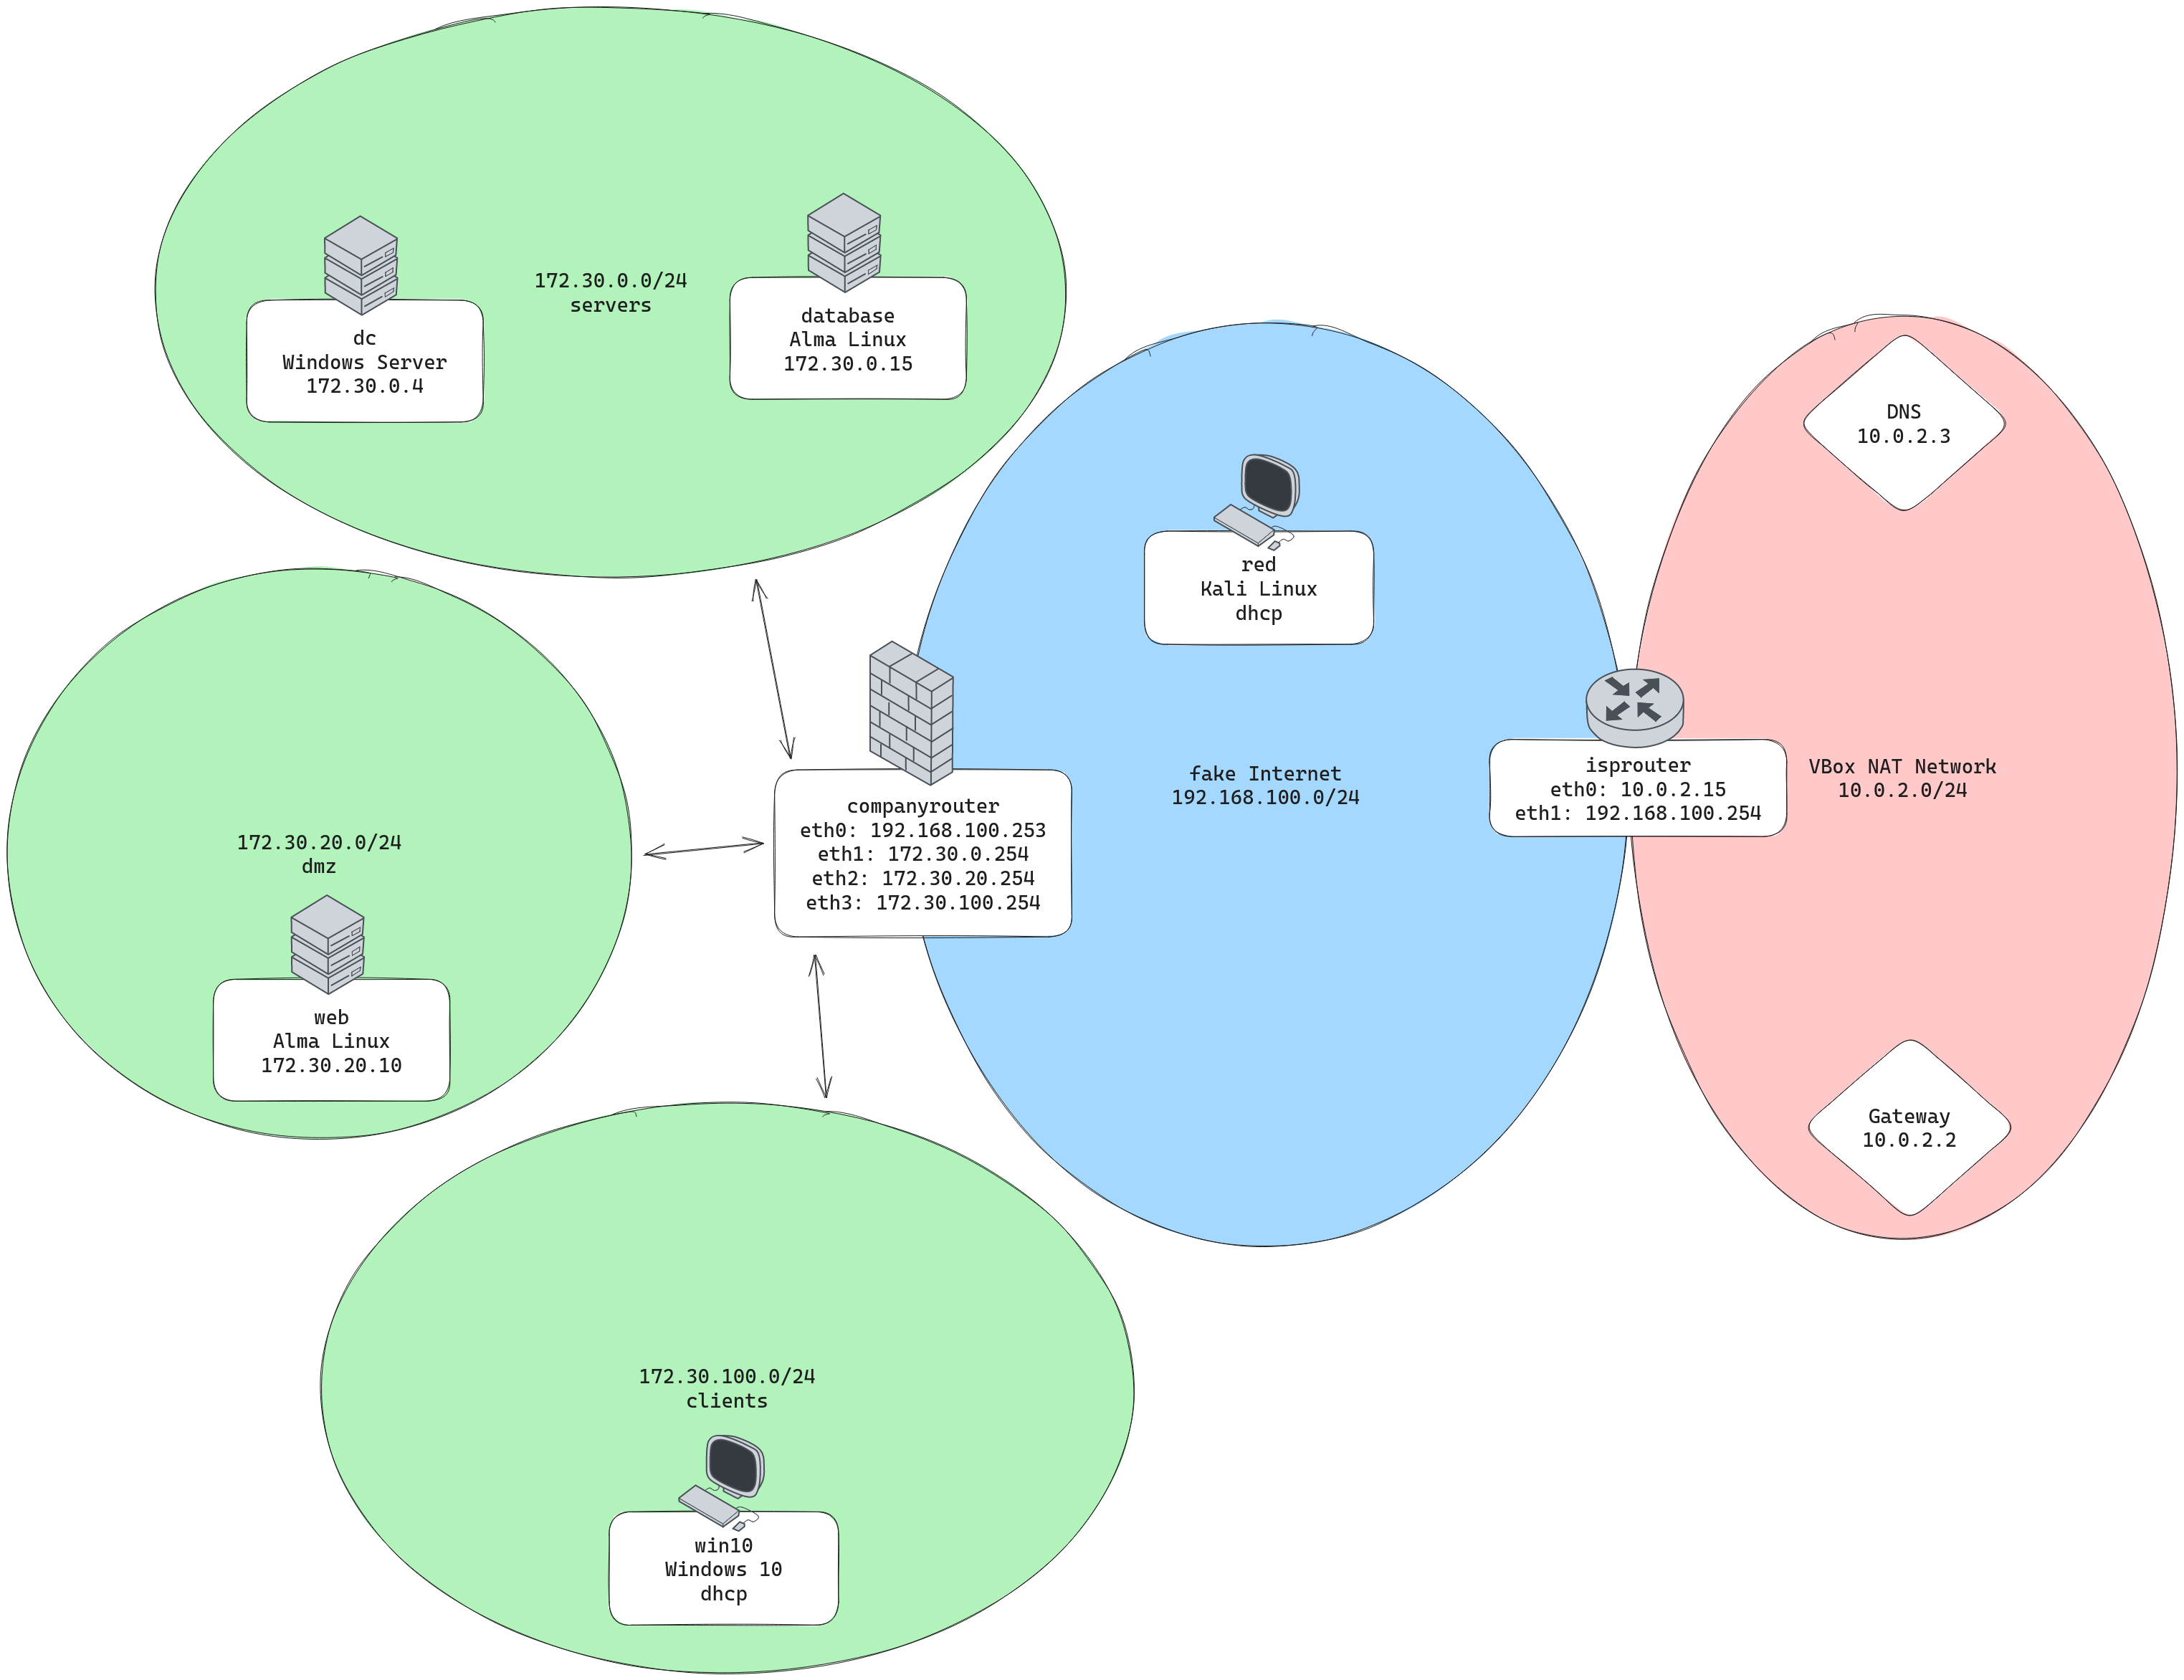 172.30.0.0/24
servers
dc
Windows Server
172.30.0.4
database
Alma Linux
172.30.0.15
172.30.20.0/24
dmz
web
Alma Linux
172.30.20.10
companyrouter
eth0: 192.168.100.253
eth1: 172.30.0.254
eth2: 172.30.20.254
eth3: 172.30.100.254
172.30.100.0/24
clients
win10
Windows 10
dhcp
red
Kali Linux
dhcp
fake Internet
192.168.100.0/24
isprouter
eth0: 10.0.2.15
eth1: 192.168.100.254
VBox NAT Network
10.0.2.0/24
DNS
10.0.2.3
Gateway
10.0.2.2